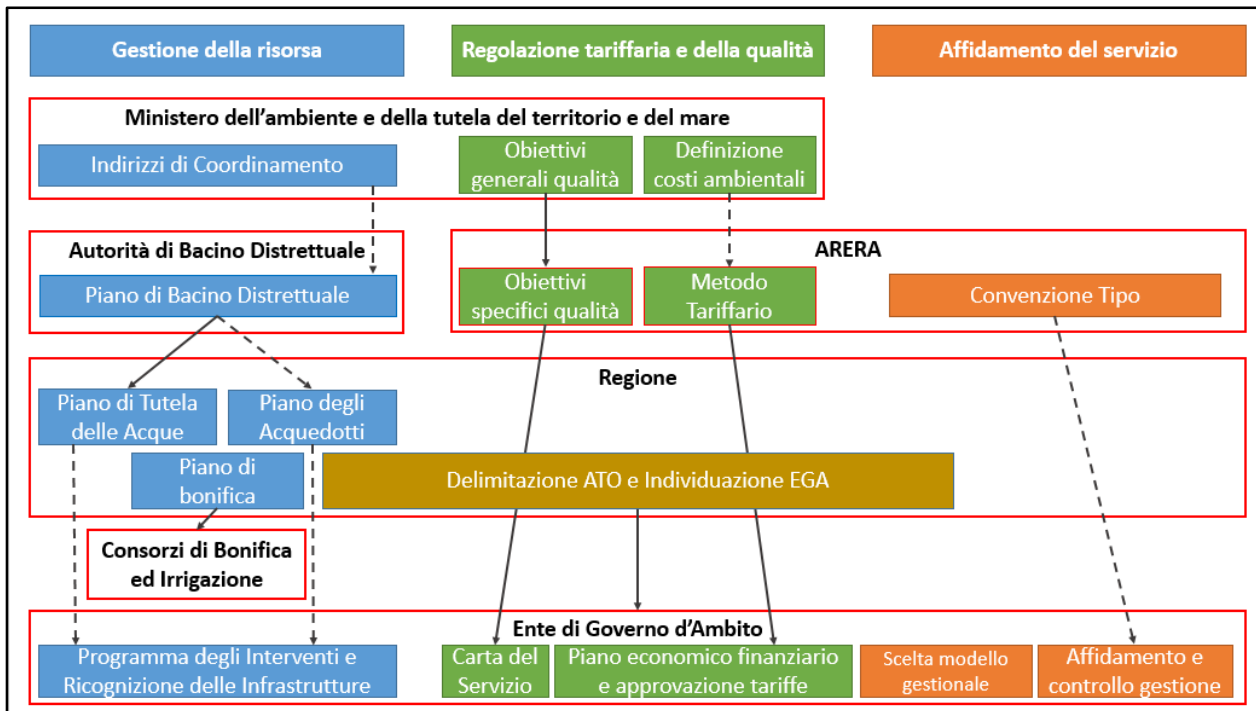 Gestione della risorsa
Regolazione tariffaria e della qualità
Affidamento del servizio
Ministero dell'ambiente e della tutela del territorio e del mare
Indirizzi di Coordinamento
Obiettivi
generali qualità
Definizione
costi ambientali
Autorità di Bacino Distrettuale
Piano di Bacino Distrettuale
ARERA
Obiettivi
specifici qualità
Metodo
Tariffario
Convenzione Tipo
Regione
Piano di Tutela
delle Acque
Piano degli
Acquedotti
Piano di
bonifica
Delimitazione ATO e Individuazione EGA
Consorzi di Bonifica
ed Irrigazione
Ente di Governo d'Ambito
Programma degli Interventi e
Ricognizione delle Infrastrutture
Carta del
Servizio
Piano economico finanziario
e approvazione tariffe
Scelta modello
gestionale
Affidamento e
controllo gestione